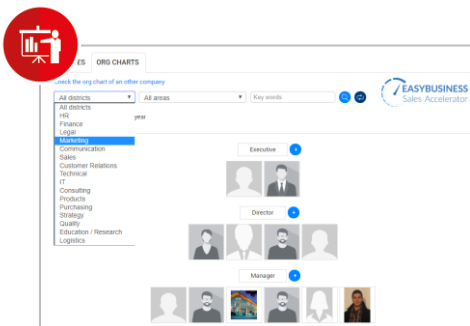 ES ORG CHARTS
Check the org chart of an other company
All districts All areas Key words
EASYBUSINESS
Sales Accelerator
All districts
HR
year
Finance
Legal
Marketing
Communication
Sales
Customer Relations
Technical
IT
Consulting
Products
Purchasing
Strategy
Quality
Education / Research
Logistics
Executive +
Director +
Manager +